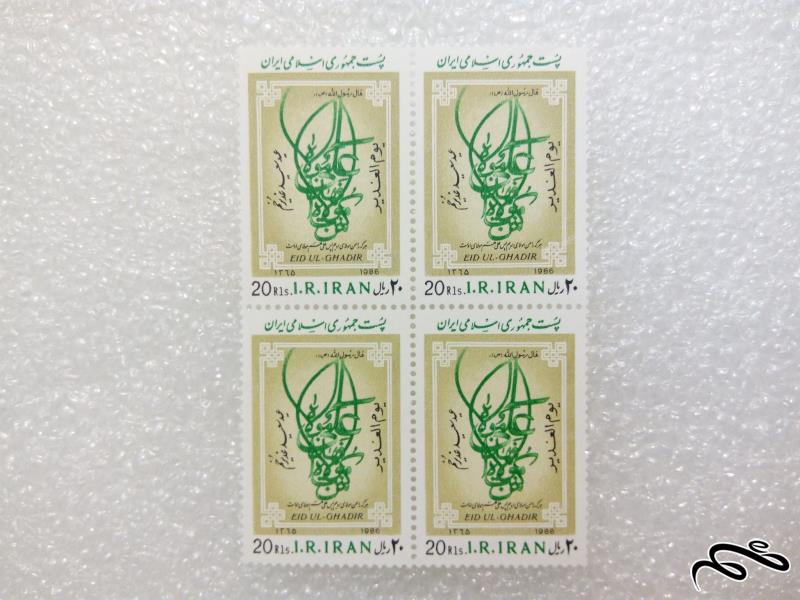 پست جمهوری اسلامی ایران
قال رسول الله (ص):
یوم الغدیر
عید سعید غدیر خم
EID UL-GHADIR
۱۳۶۵ 1986
20 Rls. I.R.IRAN ۲۰ ریال
پست جمهوری اسلامی ایران
قال رسول الله (ص):
یوم الغدیر
عید سعید غدیر خم
EID UL-GHADIR
۱۳۶۵ 1986
20 Rls. I.R.IRAN ۲۰ ریال
پست جمهوری اسلامی ایران
قال رسول الله (ص):
یوم الغدیر
عید سعید غدیر خم
EID UL-GHADIR
۱۳۶۵ 1986
20 Rls. I.R.IRAN ۲۰ ریال
پست جمهوری اسلامی ایران
قال رسول الله (ص):
یوم الغدیر
عید سعید غدیر خم
EID UL-GHADIR
۱۳۶۵ 1986
20 Rls. I.R.IRAN ۲۰ ریال